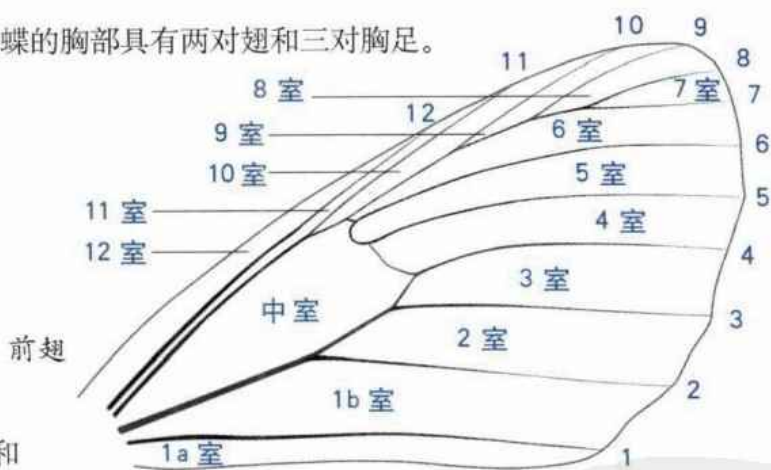 蝶的胸部具有两对翅和三对胸足。
10
9
11
8
8 室
7 室
7
12
9 室
6 室
6
10 室
5 室
5
11 室
4 室
12 室
4
3 室
中室
3
前翅
2 室
2
1b 室
和
1a 室
1